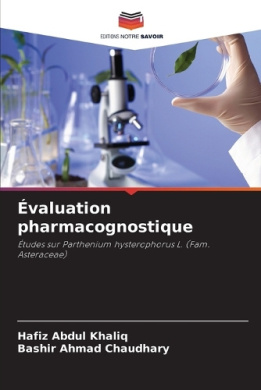 EDITIONS NOTRE SAVOIR
Évaluation
pharmacognostique
Études sur Parthenium hysterophorus L. (Fam.
Asteraceae)
Hafiz Abdul Khaliq
Bashir Ahmad Chaudhary